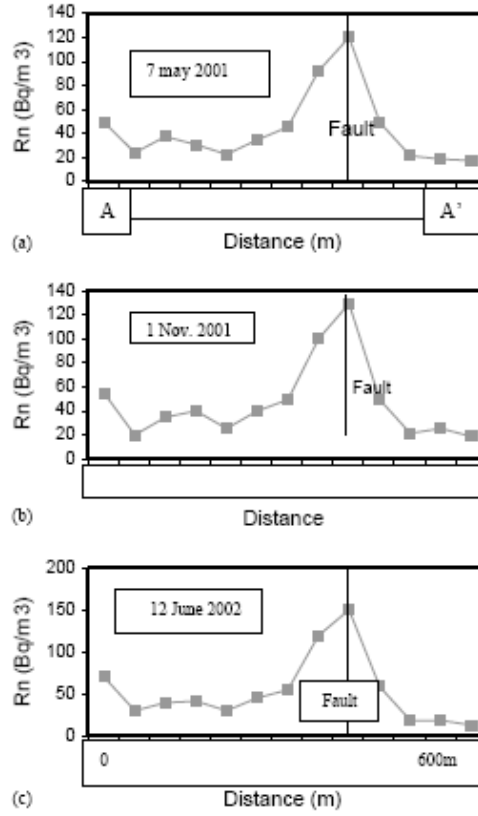 140
120
100
80
60
40
20
0
Rn (Bq/m 3)
7 may 2001
Fault
A
A'
(a)
Distance (m)
140
120
100
80
60
40
20
0
Rn (Bq/m 3)
1 Nov. 2001
Fault
(b)
Distance
200
150
100
50
0
Rn (Bq/m 3)
12 June 2002
Fault
0
600m
(c)
Distance (m)